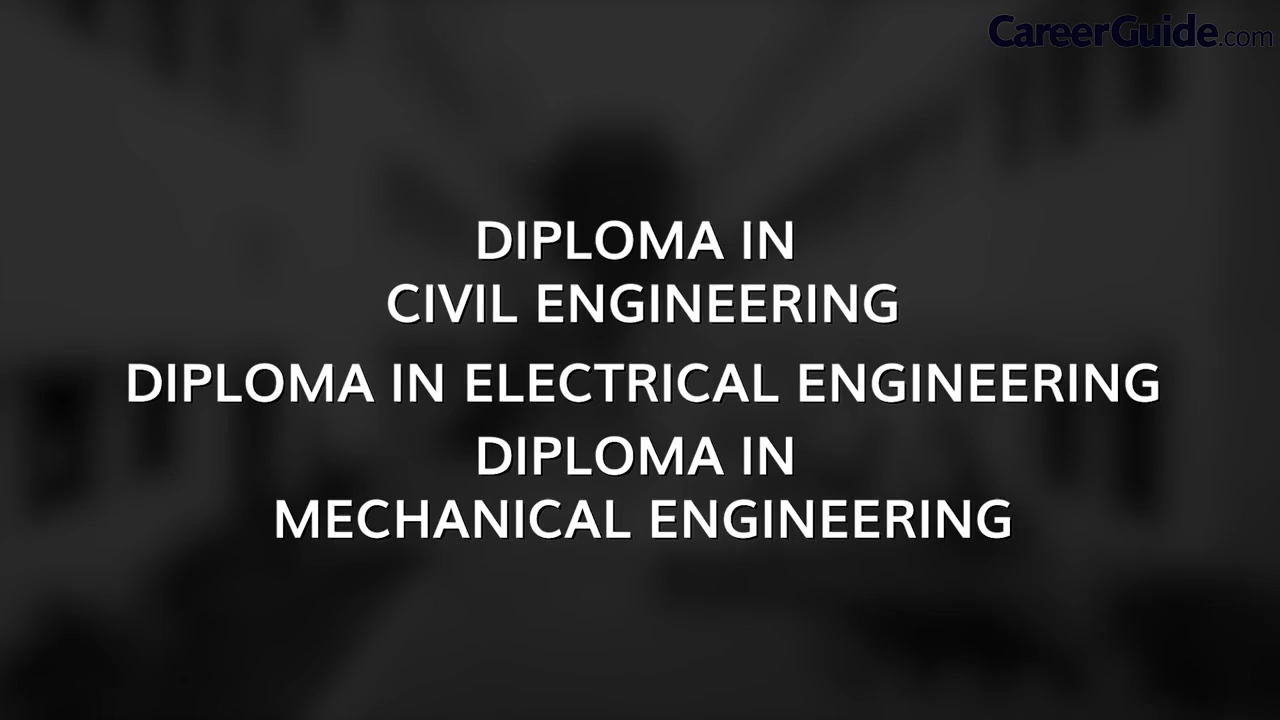 CareerGuide.com
DIPLOMA IN
CIVIL ENGINEERING
DIPLOMA IN ELECTRICAL ENGINEERING
DIPLOMA IN
MECHANICAL ENGINEERING